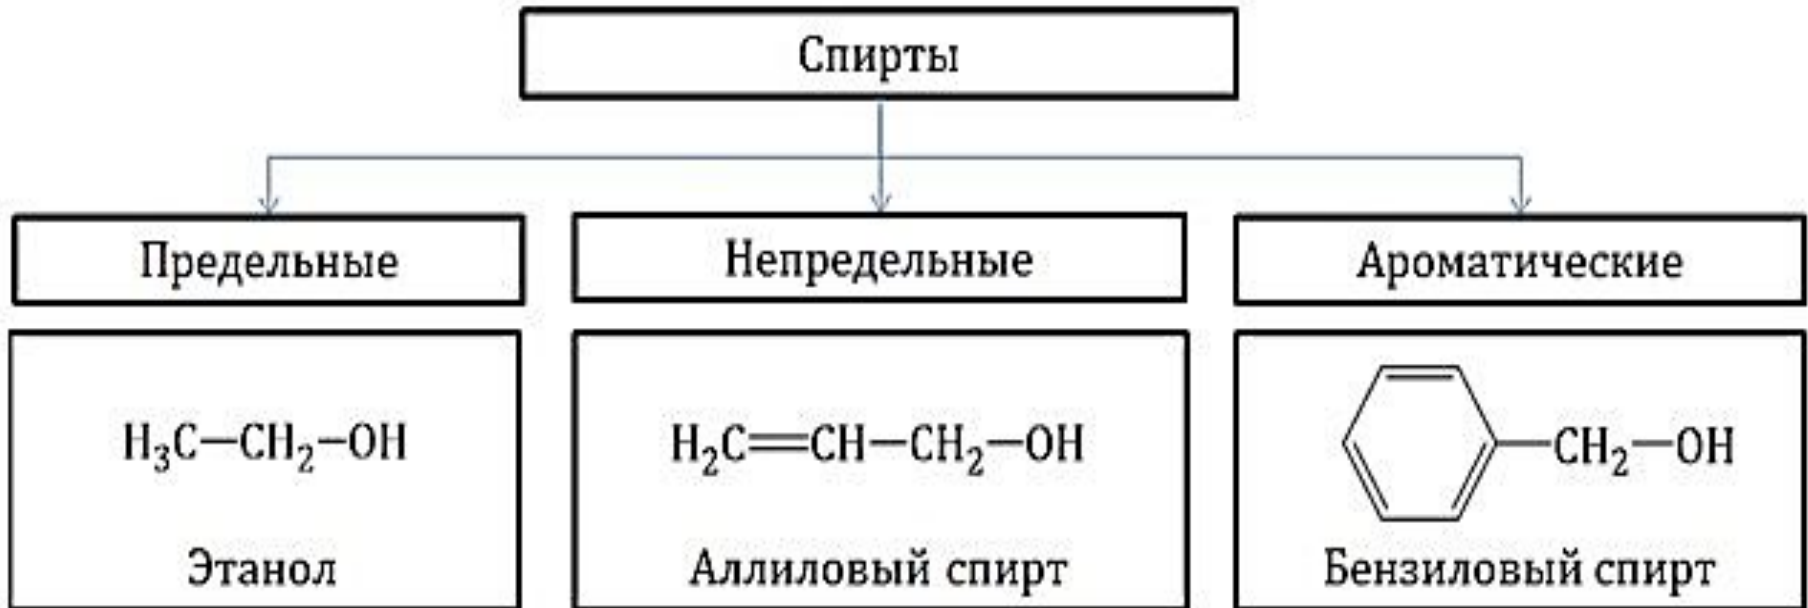 Спирты
Предельные
Непредельные
Ароматические
H₃C—CH₂—OH
H₂C=CH—CH₂—OH
CH₂—OH
Этанол
Аллиловый спирт
Бензиловый спирт